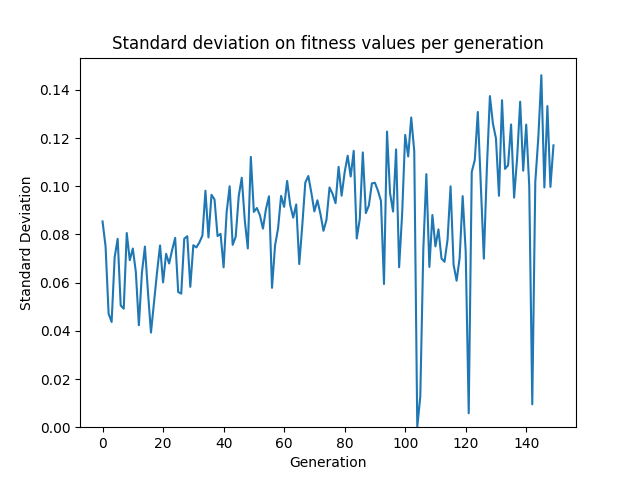 Standard deviation on fitness values per generation
0.14
0.12
0.10
0.08
0.06
0.04
0.02
0.00
Standard Deviation
0 20 40 60 80 100 120 140
Generation